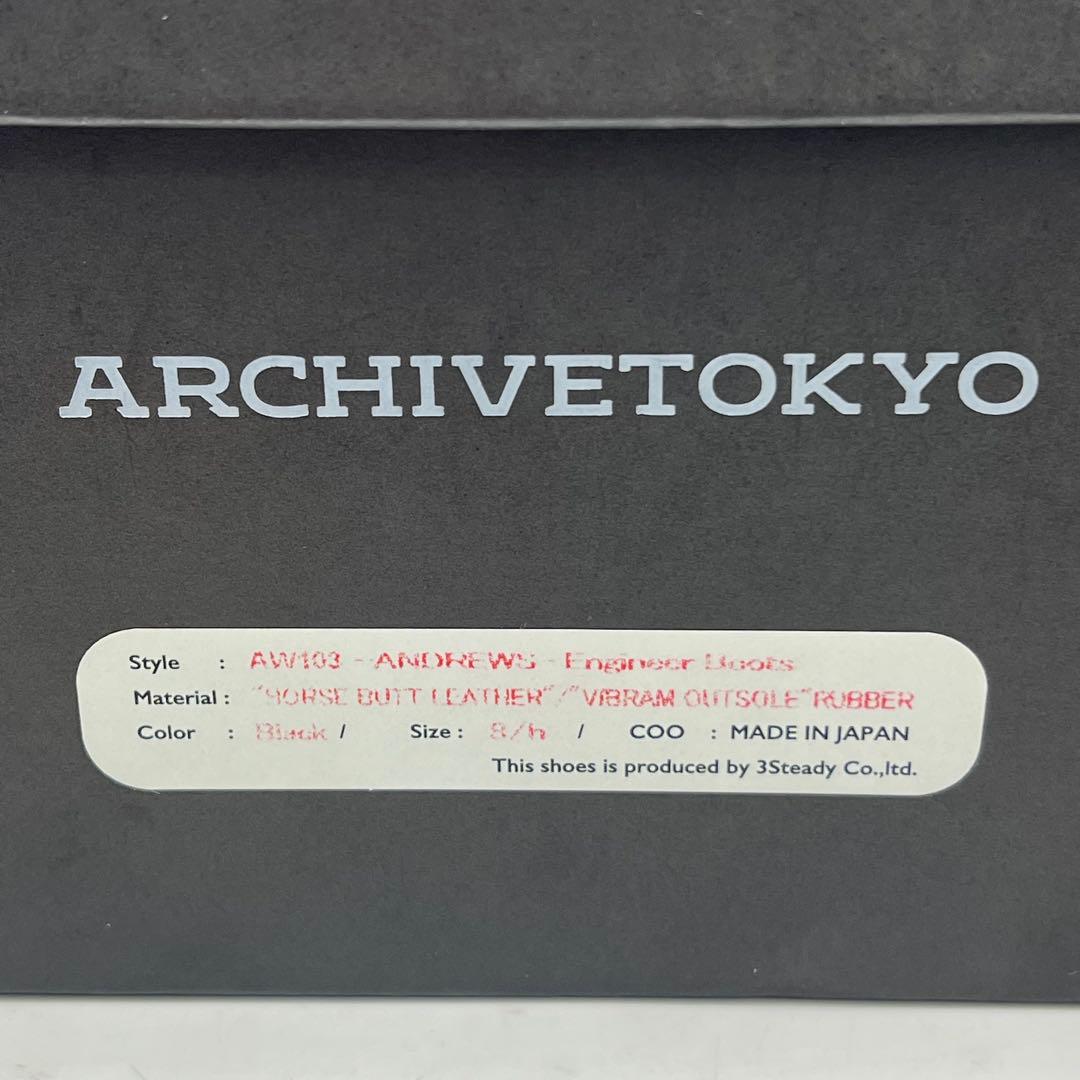 ARCHIVETOKYO
Style : AW103 - ANDREWS - Engineer Boots
Material : "HORSE BUTT LEATHER"/"VIBRAM OUTSOLE"RUBBER
Color : Black / Size : 8/h / COO : MADE IN JAPAN
This shoes is produced by 3Steady Co.,ltd.